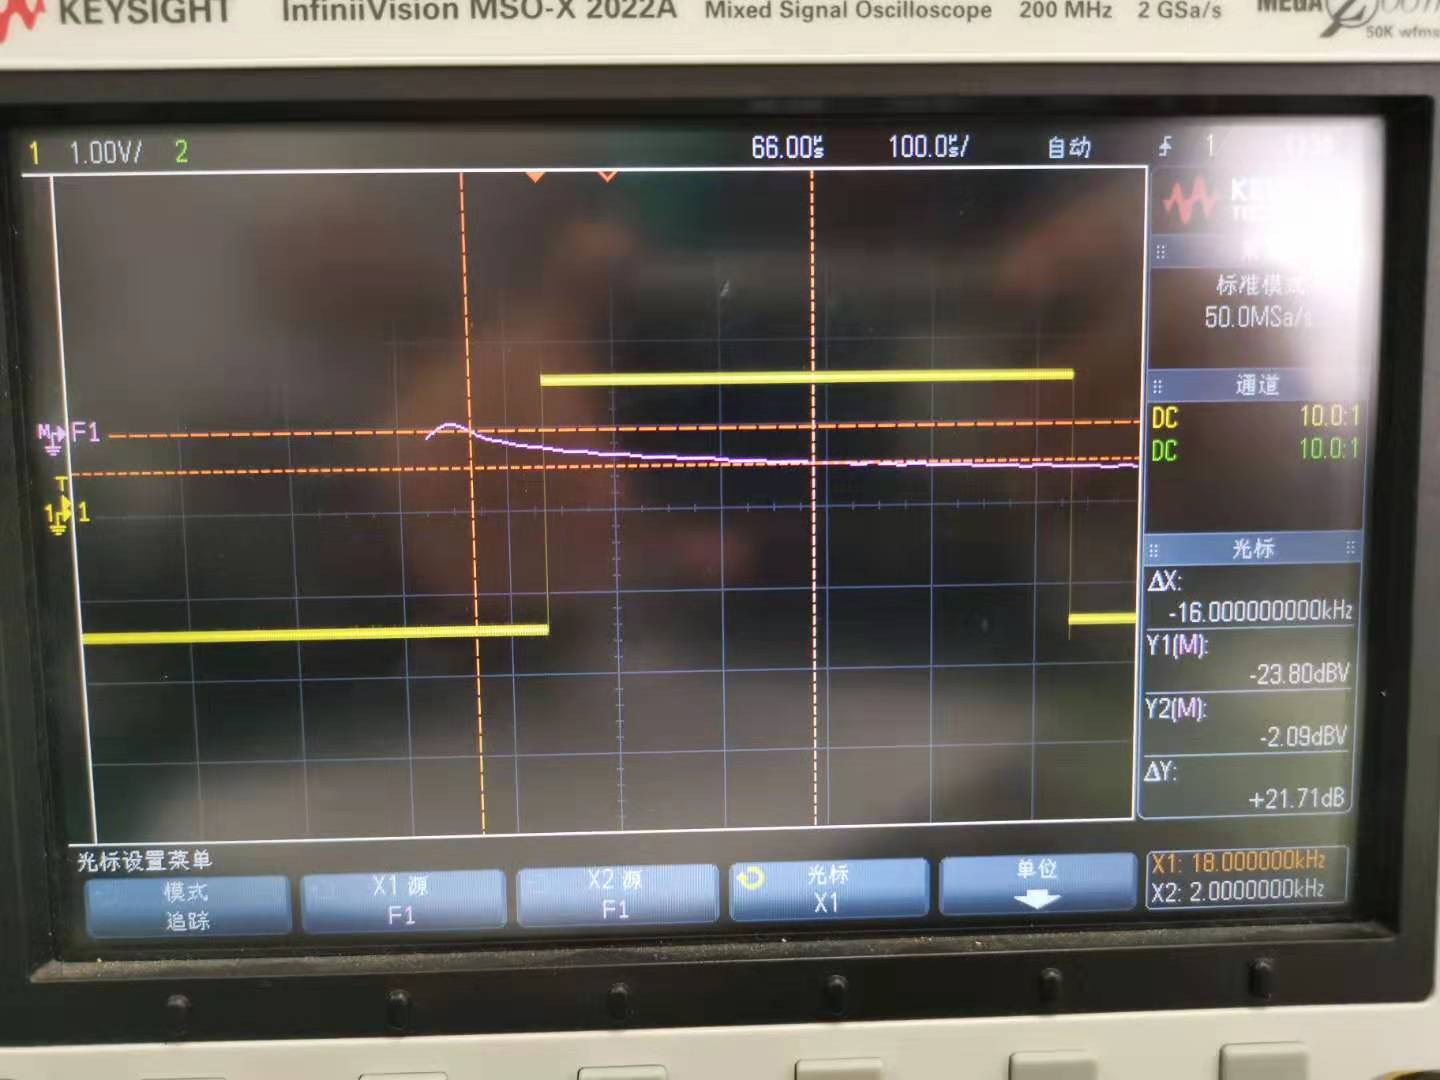 KEYSIGHT InfiniiVision MSO-X 2022A Mixed Signal Oscilloscope 200 MHz 2 GSa/s MEGA Zoom
50K wfms
1 1.00V/ 2 66.00µs 100.0µs/ 自动 1
KE
标准模式
50.0MSa/s
通道
DC 10.0:1
DC 10.0:1
M F1
T
1 1
光标
ΔX:
-16.000000000kHz
Y1(M):
-23.80dBV
Y2(M):
-2.09dBV
ΔY:
+21.71dB
光标设置菜单
模式
追踪
X1 源
F1
X2 源
F1
光标
X1
单位
X1: 18.000000kHz
X2: 2.0000000kHz